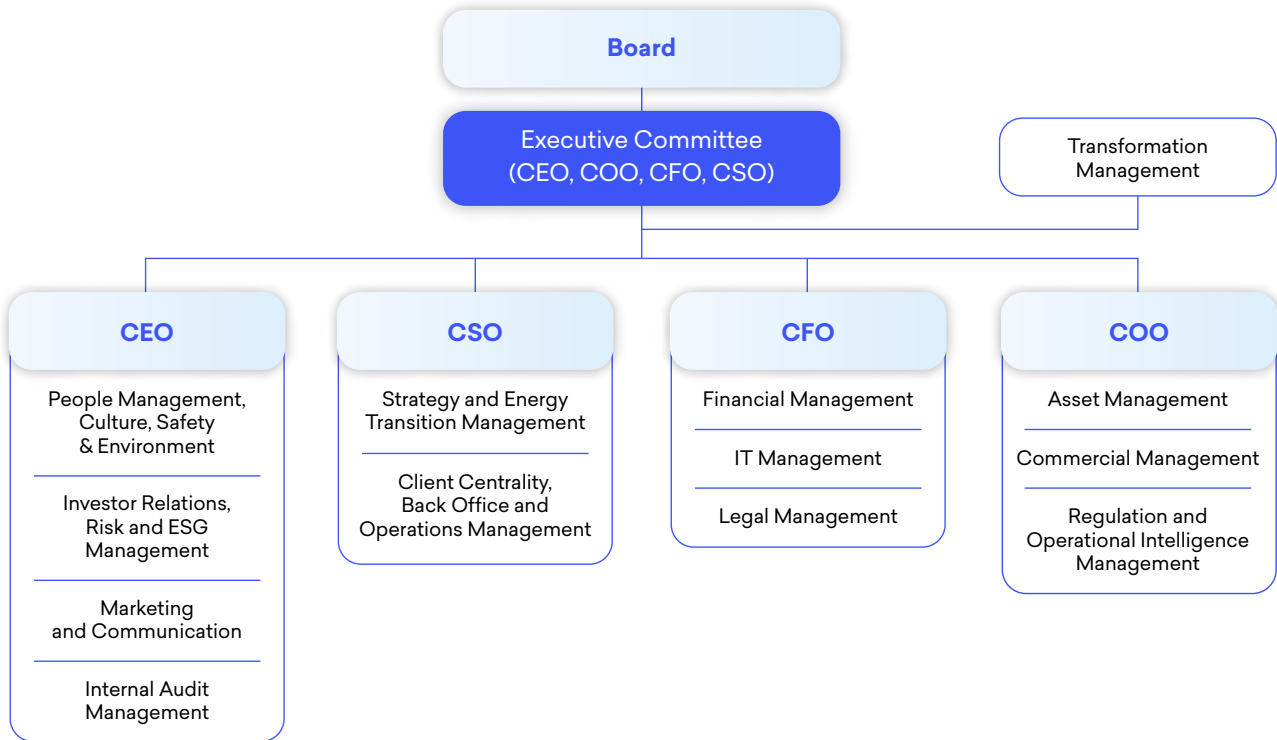 Board
Executive Committee
(CEO, COO, CFO, CSO)
Transformation
Management
CEO
People Management,
Culture, Safety
& Environment
Investor Relations,
Risk and ESG
Management
Marketing
and Communication
Internal Audit
Management
CSO
Strategy and Energy
Transition Management
Client Centrality,
Back Office and
Operations Management
CFO
Financial Management
IT Management
Legal Management
COO
Asset Management
Commercial Management
Regulation and
Operational Intelligence
Management